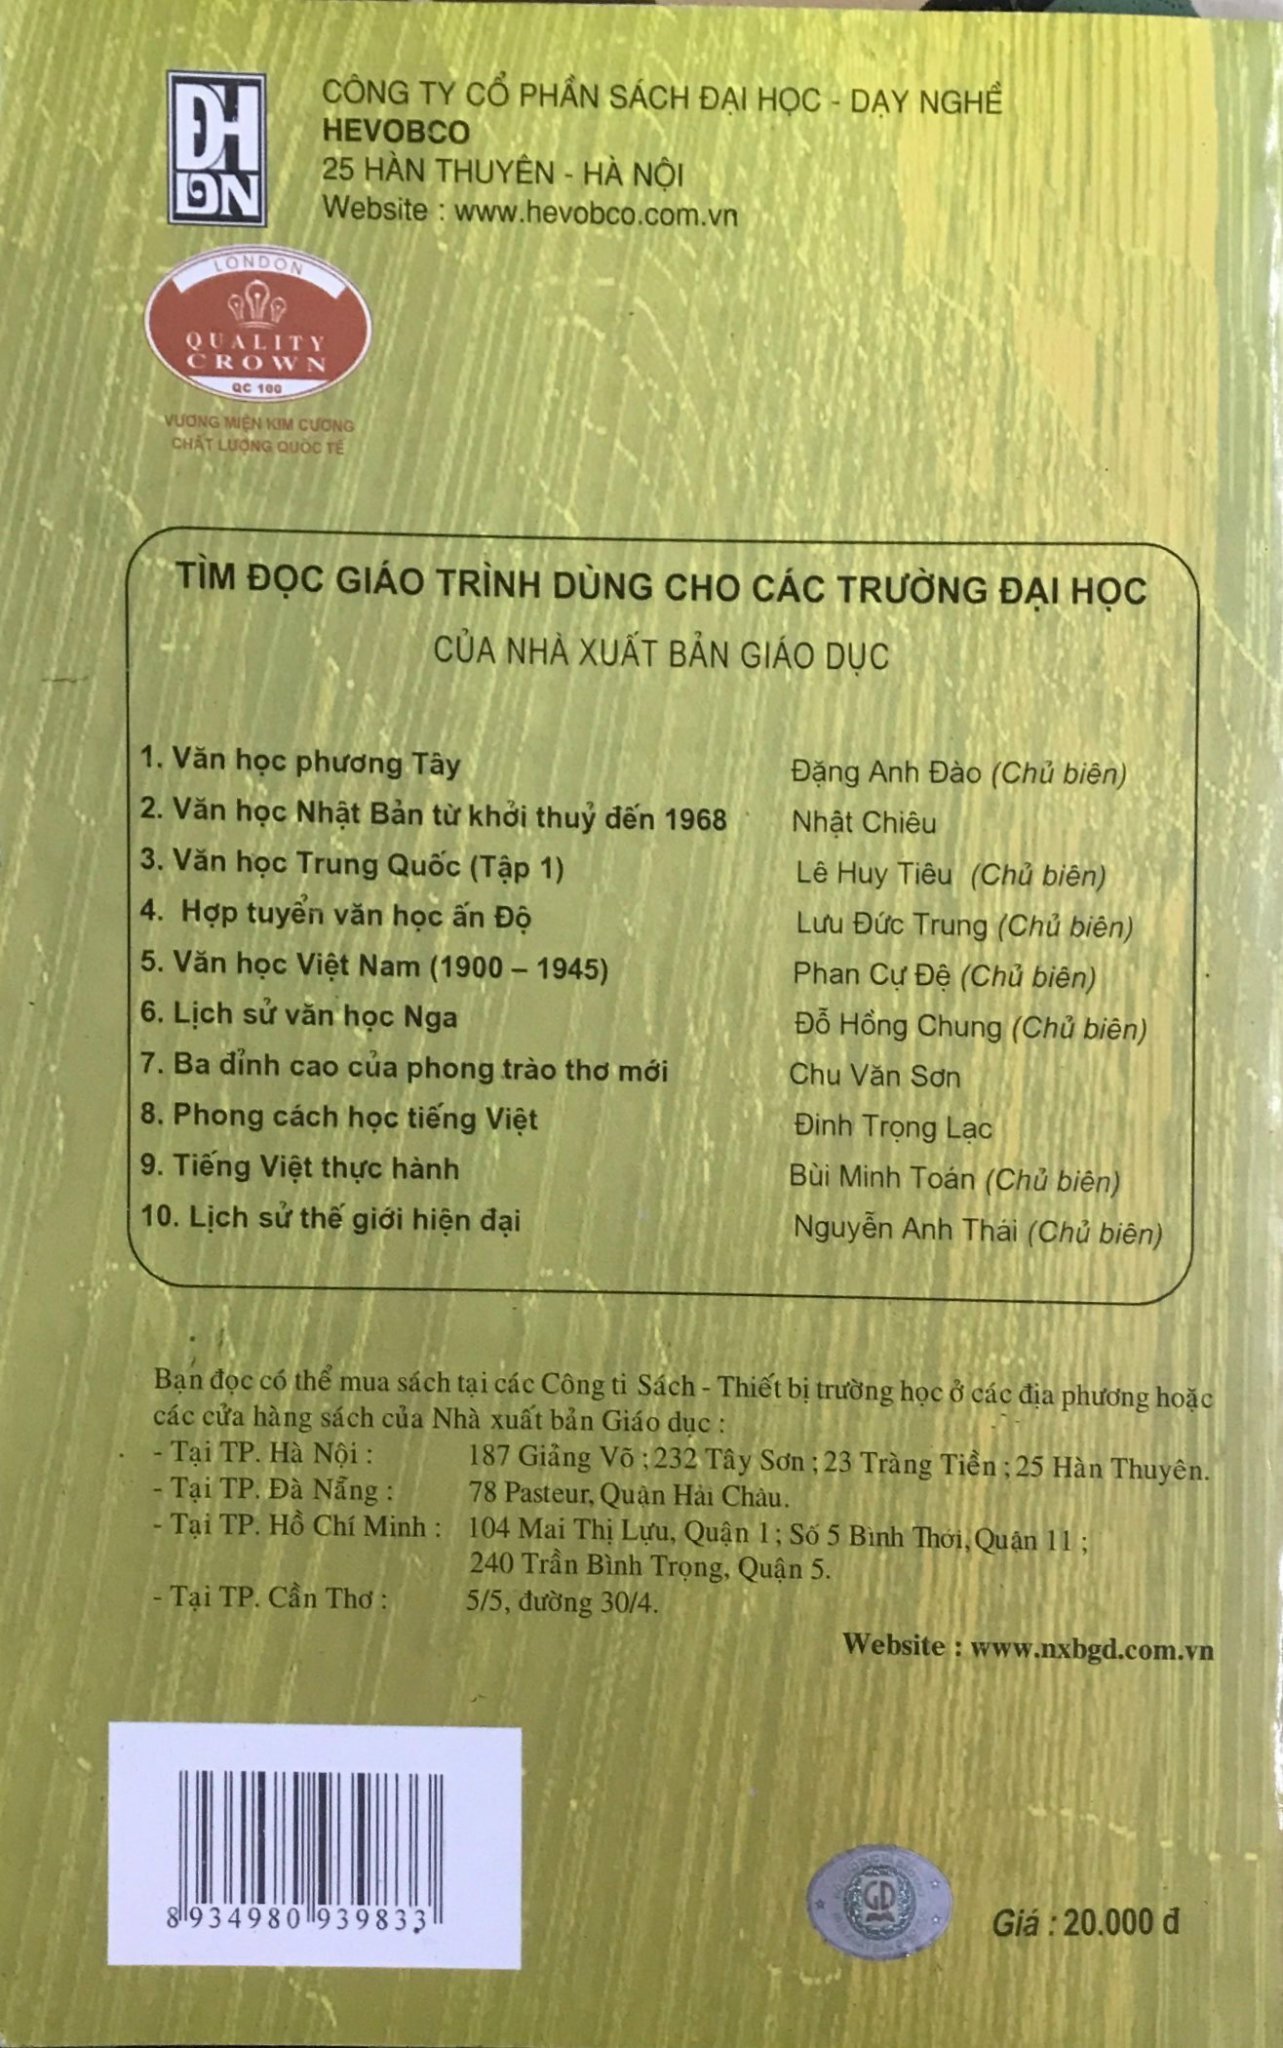 ĐH
DN
CÔNG TY CỔ PHẦN SÁCH ĐẠI HỌC - DẠY NGHỀ
HEVOBCO
25 HÀN THUYÊN - HÀ NỘI
Website : www.hevobco.com.vn
LONDON
QUALITY
CROWN
QC 100
VƯƠNG MIỆN KIM CƯƠNG
CHẤT LƯỢNG QUỐC TẾ
TÌM ĐỌC GIÁO TRÌNH DÙNG CHO CÁC TRƯỜNG ĐẠI HỌC
CỦA NHÀ XUẤT BẢN GIÁO DỤC
1. Văn học phương Tây Đặng Anh Đào (Chủ biên)
2. Văn học Nhật Bản từ khởi thuỷ đến 1968 Nhật Chiêu
3. Văn học Trung Quốc (Tập 1) Lê Huy Tiêu (Chủ biên)
4. Hợp tuyển văn học ấn Độ Lưu Đức Trung (Chủ biên)
5. Văn học Việt Nam (1900 – 1945) Phan Cự Đệ (Chủ biên)
6. Lịch sử văn học Nga Đỗ Hồng Chung (Chủ biên)
7. Ba đỉnh cao của phong trào thơ mới Chu Văn Sơn
8. Phong cách học tiếng Việt Đinh Trọng Lạc
9. Tiếng Việt thực hành Bùi Minh Toán (Chủ biên)
10. Lịch sử thế giới hiện đại Nguyễn Anh Thái (Chủ biên)
Bạn đọc có thể mua sách tại các Công ti Sách - Thiết bị trường học ở các địa phương hoặc
các cửa hàng sách của Nhà xuất bản Giáo dục :
- Tại TP. Hà Nội : 187 Giảng Võ ; 232 Tây Sơn ; 23 Tràng Tiền ; 25 Hàn Thuyên.
- Tại TP. Đà Nẵng : 78 Pasteur, Quận Hải Châu.
- Tại TP. Hồ Chí Minh : 104 Mai Thị Lựu, Quận 1 ; Số 5 Bình Thới, Quận 11 ;
240 Trần Bình Trọng, Quận 5.
- Tại TP. Cần Thơ : 5/5, đường 30/4.
Website : www.nxbgd.com.vn
8 934980 939833
GD
Giá : 20.000 đ